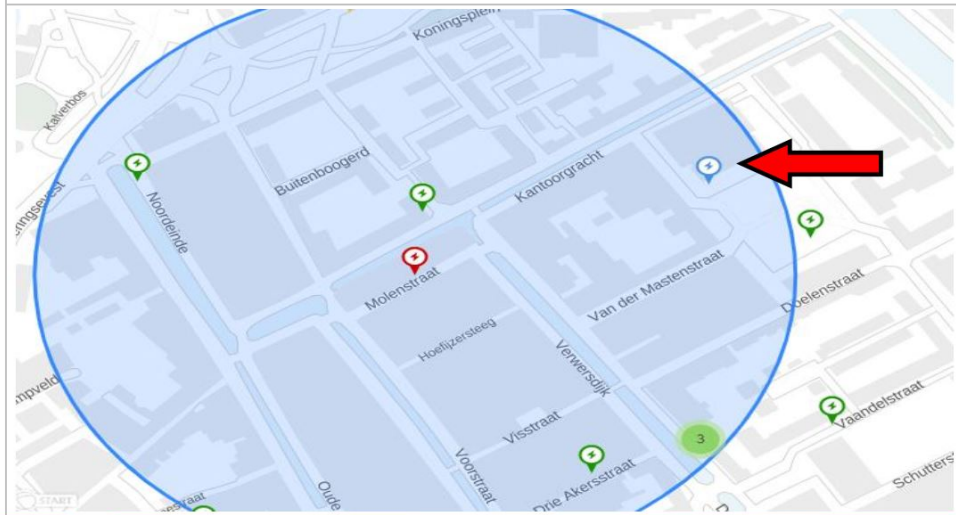 Koningsplein
Kalverbos
Buitenboogerd
Kantoorgracht
Noordeinde
Molenstraat
Van der Mastenstraat
Doelenstraat
Hoefijzersteeg
Verwersdijk
Vaandelstraat
Visstraat
3
Voorstraat
Drie Akersstraat
Oude
START